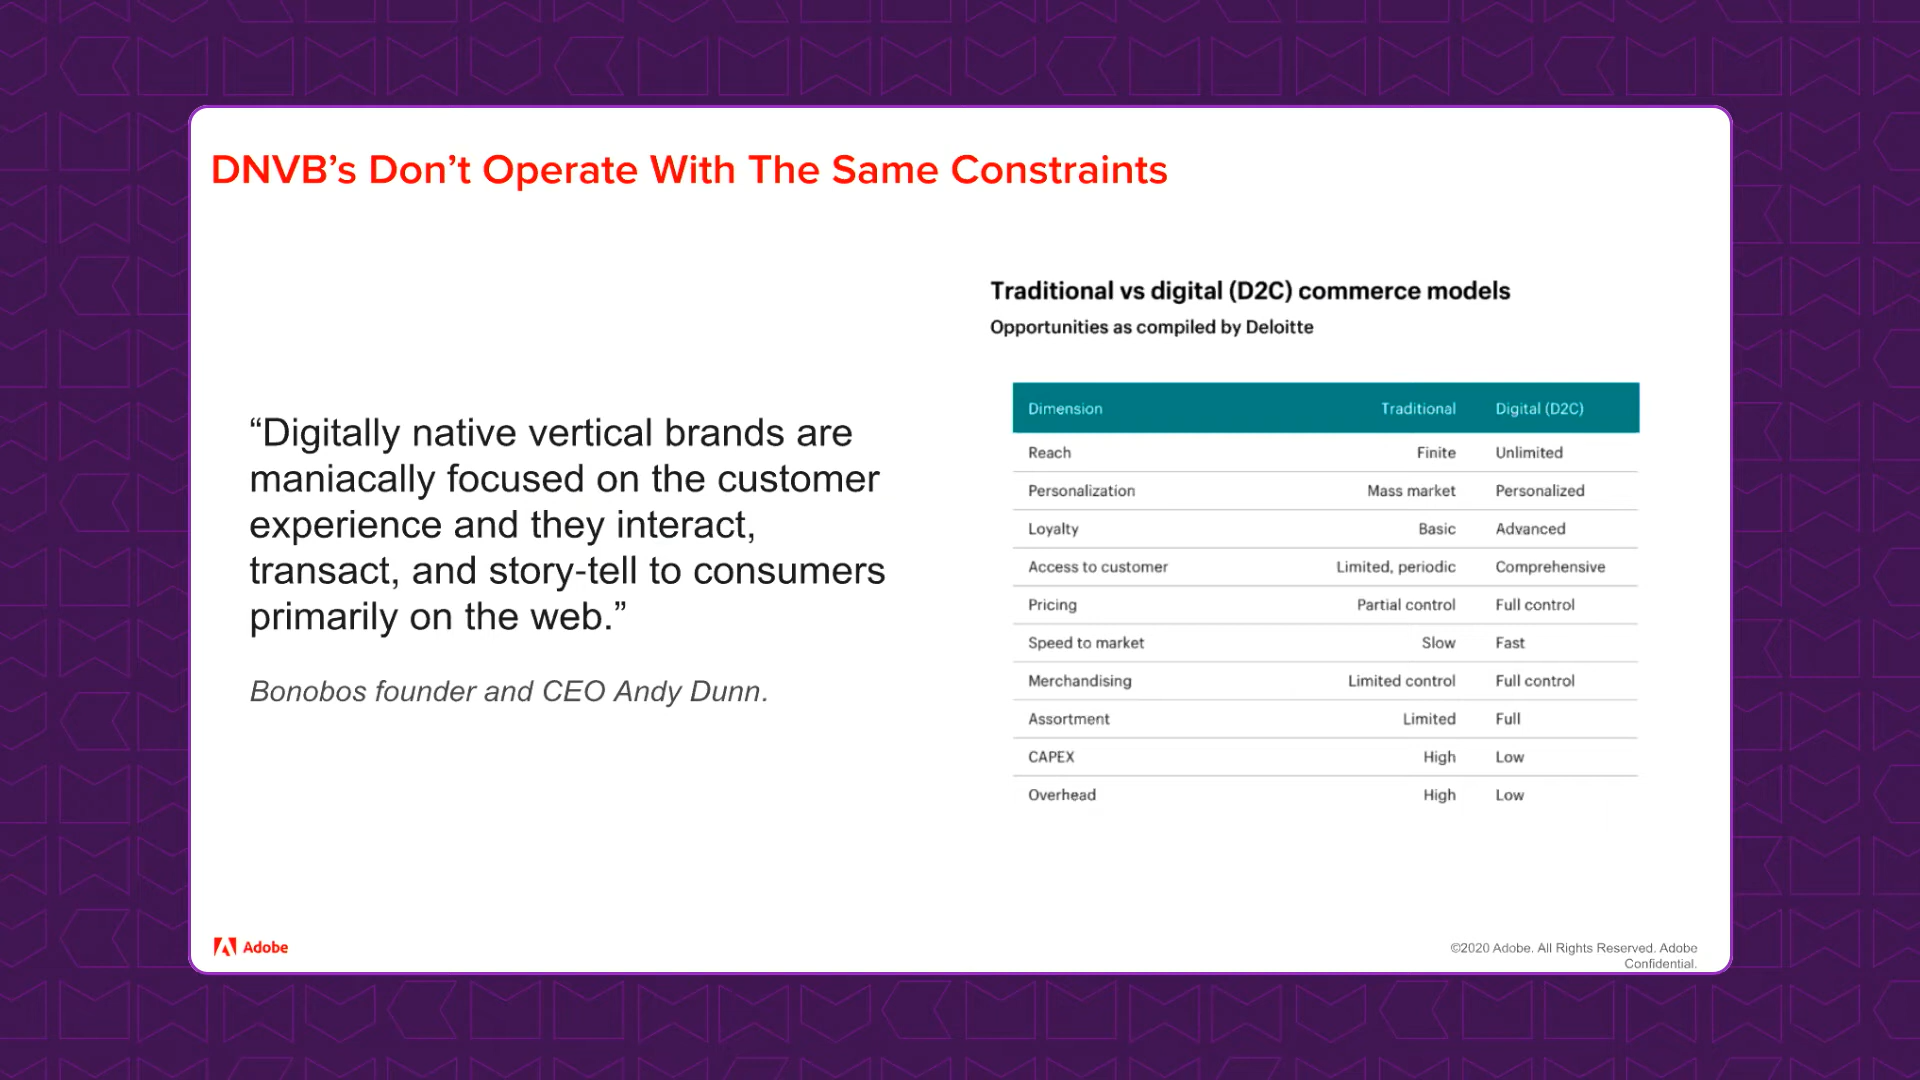 DNVB’s Don’t Operate With The Same Constraints
“Digitally native vertical brands are
maniacally focused on the customer
experience and they interact,
transact, and story-tell to consumers
primarily on the web.”
Bonobos founder and CEO Andy Dunn.
Traditional vs digital (D2C) commerce models
Opportunities as compiled by Deloitte
Dimension Traditional Digital (D2C)
Reach Finite Unlimited
Personalization Mass market Personalized
Loyalty Basic Advanced
Access to customer Limited, periodic Comprehensive
Pricing Partial control Full control
Speed to market Slow Fast
Merchandising Limited control Full control
Assortment Limited Full
CAPEX High Low
Overhead High Low
Adobe
©2020 Adobe. All Rights Reserved. Adobe
Confidential.